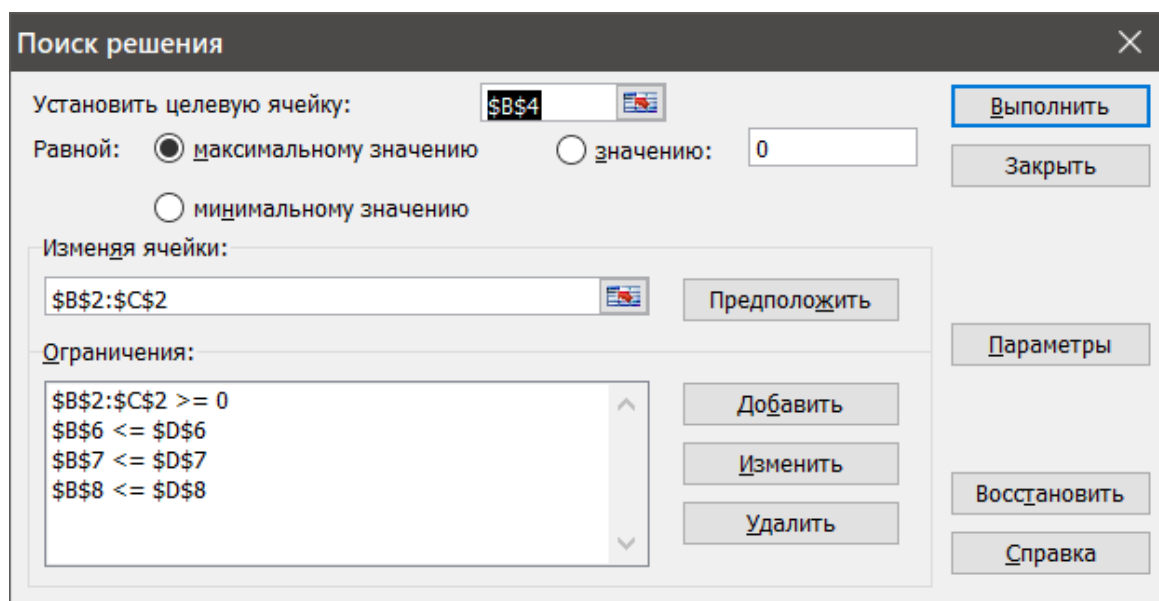 Поиск решения
Установить целевую ячейку: $B$4
Выполнить
Равной: максимальному значению значению: 0
Закрыть
минимальному значению
Изменяя ячейки:
$B$2:$C$2 Предположить
Параметры
Ограничения:
$B$2:$C$2 >= 0
$B$6 <= $D$6
$B$7 <= $D$7
$B$8 <= $D$8
Добавить
Изменить
Удалить
Восстановить
Справка